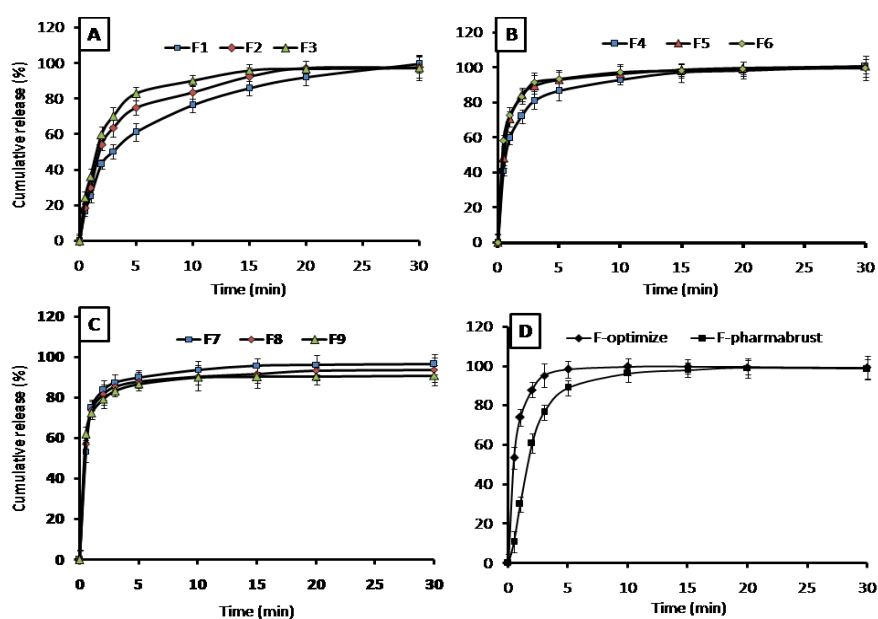 A
F1 F2 F3
Cumulative release (%)
120
100
80
60
40
20
0
0 5 10 15 20 25 30
Time (min)
B
F4 F5 F6
120
100
80
60
40
20
0
0 5 10 15 20 25 30
Time (min)
C
F7 F8 F9
Cumulative release (%)
120
100
80
60
40
20
0
0 5 10 15 20 25 30
Time (min)
D
F-optimize F-pharmabrust
120
100
80
60
40
20
0
0 5 10 15 20 25 30
Time (min)